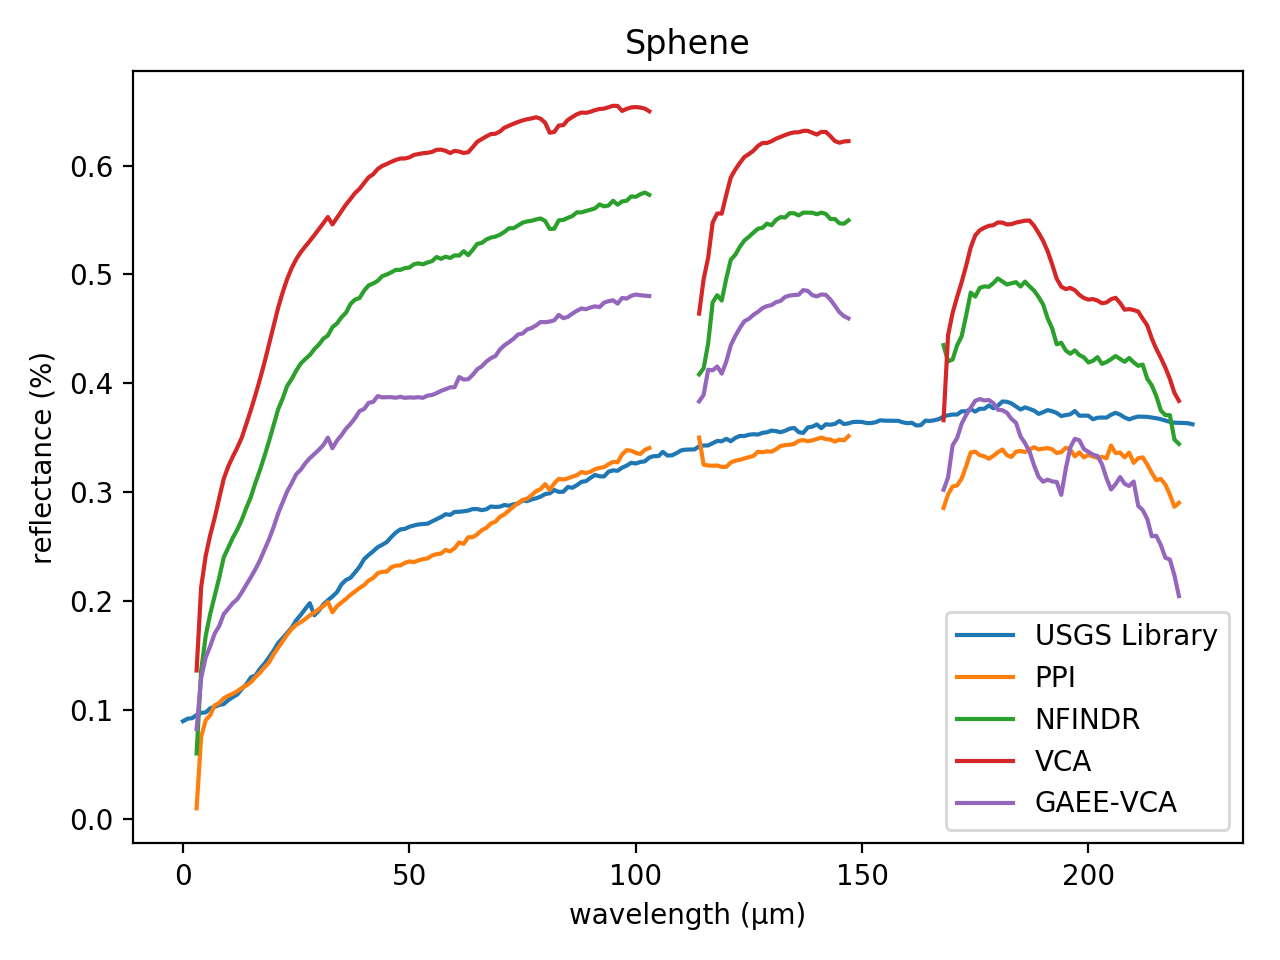 Sphene
reflectance (%)
0.6
0.5
0.4
0.3
0.2
0.1
0.0
0
50
100
150
200
wavelength (µm)
USGS Library
PPI
NFINDR
VCA
GAEE-VCA